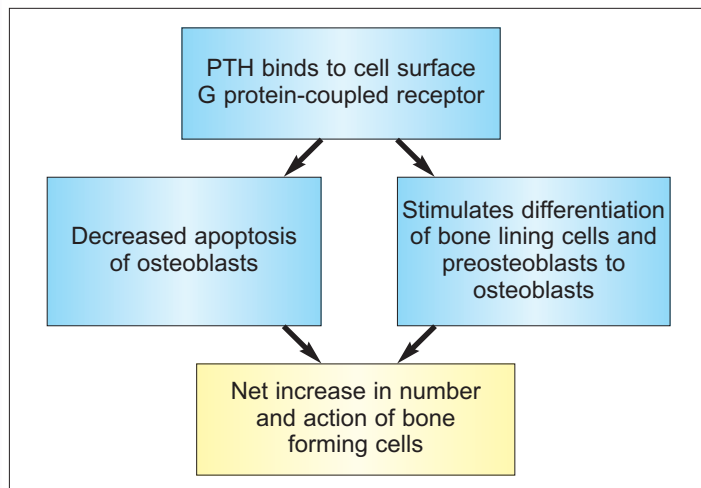 PTH binds to cell surface
G protein-coupled receptor
Decreased apoptosis
of osteoblasts
Stimulates differentiation
of bone lining cells and
preosteoblasts to
osteoblasts
Net increase in number
and action of bone
forming cells